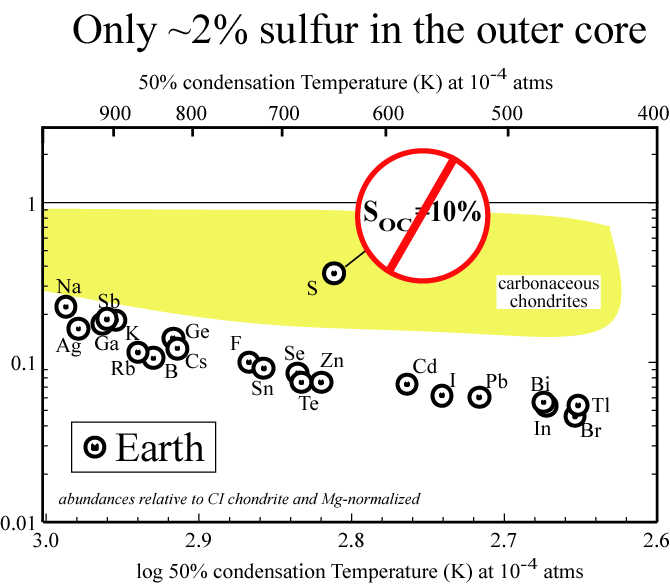 Only ~2% sulfur in the outer core
50% condensation Temperature (K) at 10⁻⁴ atms
900 800 700 600 500 400
1
S_OC=10%
S
carbonaceous
chondrites
Na
Sb
Ag
Ga
K
Ge
Rb
B
Cs
F
Sn
Se
Te
Zn
0.1
Cd
I
Pb
Bi
In
Tl
Br
Earth
abundances relative to CI chondrite and Mg-normalized
0.01
3.0 2.9 2.8 2.7 2.6
log 50% condensation Temperature (K) at 10⁻⁴ atms